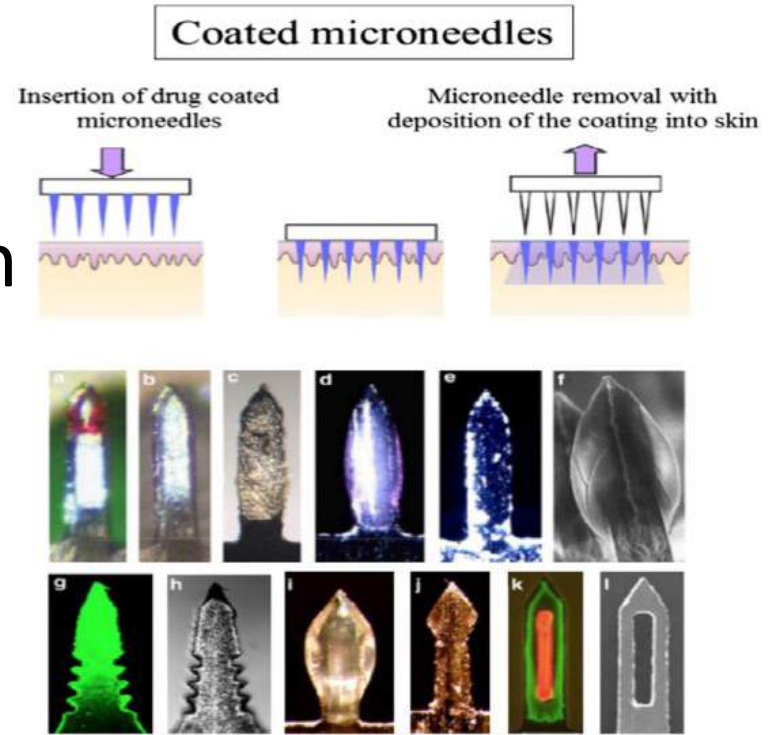 Coated microneedles
Insertion of drug coated
microneedles
Microneedle removal with
deposition of the coating into skin
n
a
b
c
d
e
f
g
h
i
j
k
l